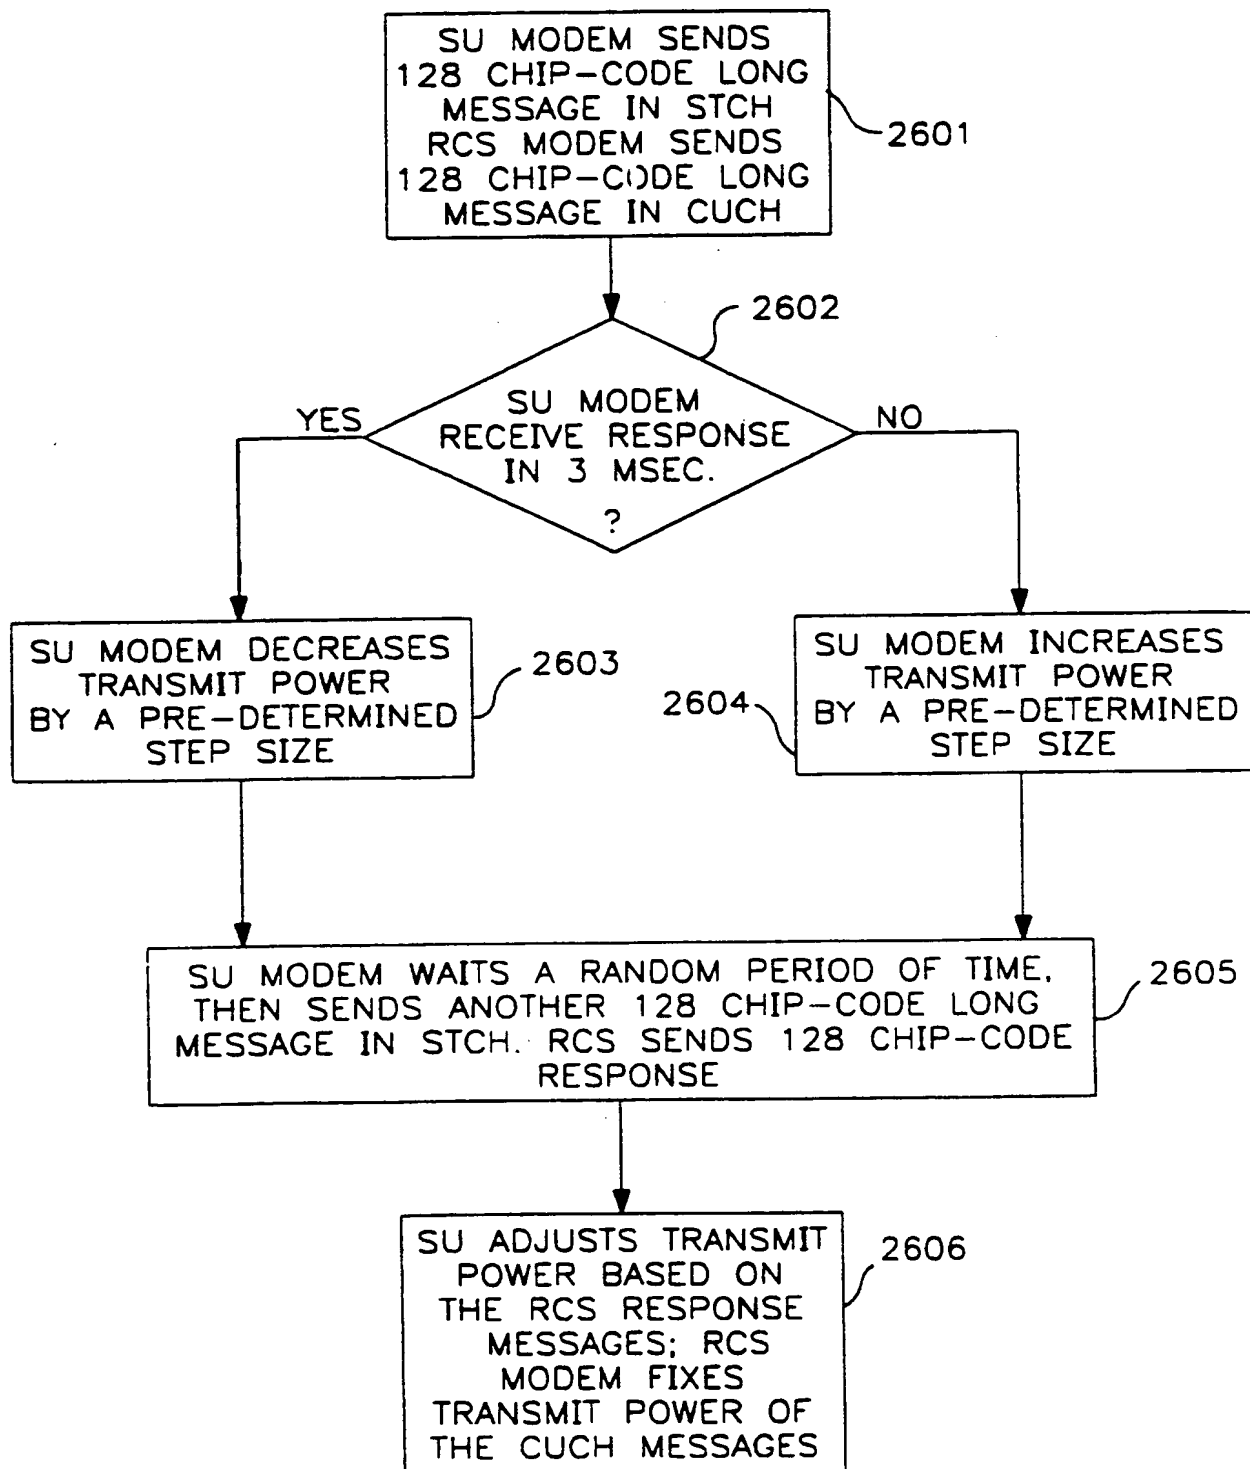 SU MODEM SENDS
128 CHIP-CODE LONG
MESSAGE IN STCH
RCS MODEM SENDS
128 CHIP-CODE LONG
MESSAGE IN CUCH
2601
2602
SU MODEM
RECEIVE RESPONSE
IN 3 MSEC.
?
YES
NO
SU MODEM DECREASES
TRANSMIT POWER
BY A PRE-DETERMINED
STEP SIZE
2603
SU MODEM INCREASES
TRANSMIT POWER
BY A PRE-DETERMINED
STEP SIZE
2604
SU MODEM WAITS A RANDOM PERIOD OF TIME,
THEN SENDS ANOTHER 128 CHIP-CODE LONG
MESSAGE IN STCH. RCS SENDS 128 CHIP-CODE
RESPONSE
2605
SU ADJUSTS TRANSMIT
POWER BASED ON
THE RCS RESPONSE
MESSAGES; RCS
MODEM FIXES
TRANSMIT POWER OF
THE CUCH MESSAGES
2606